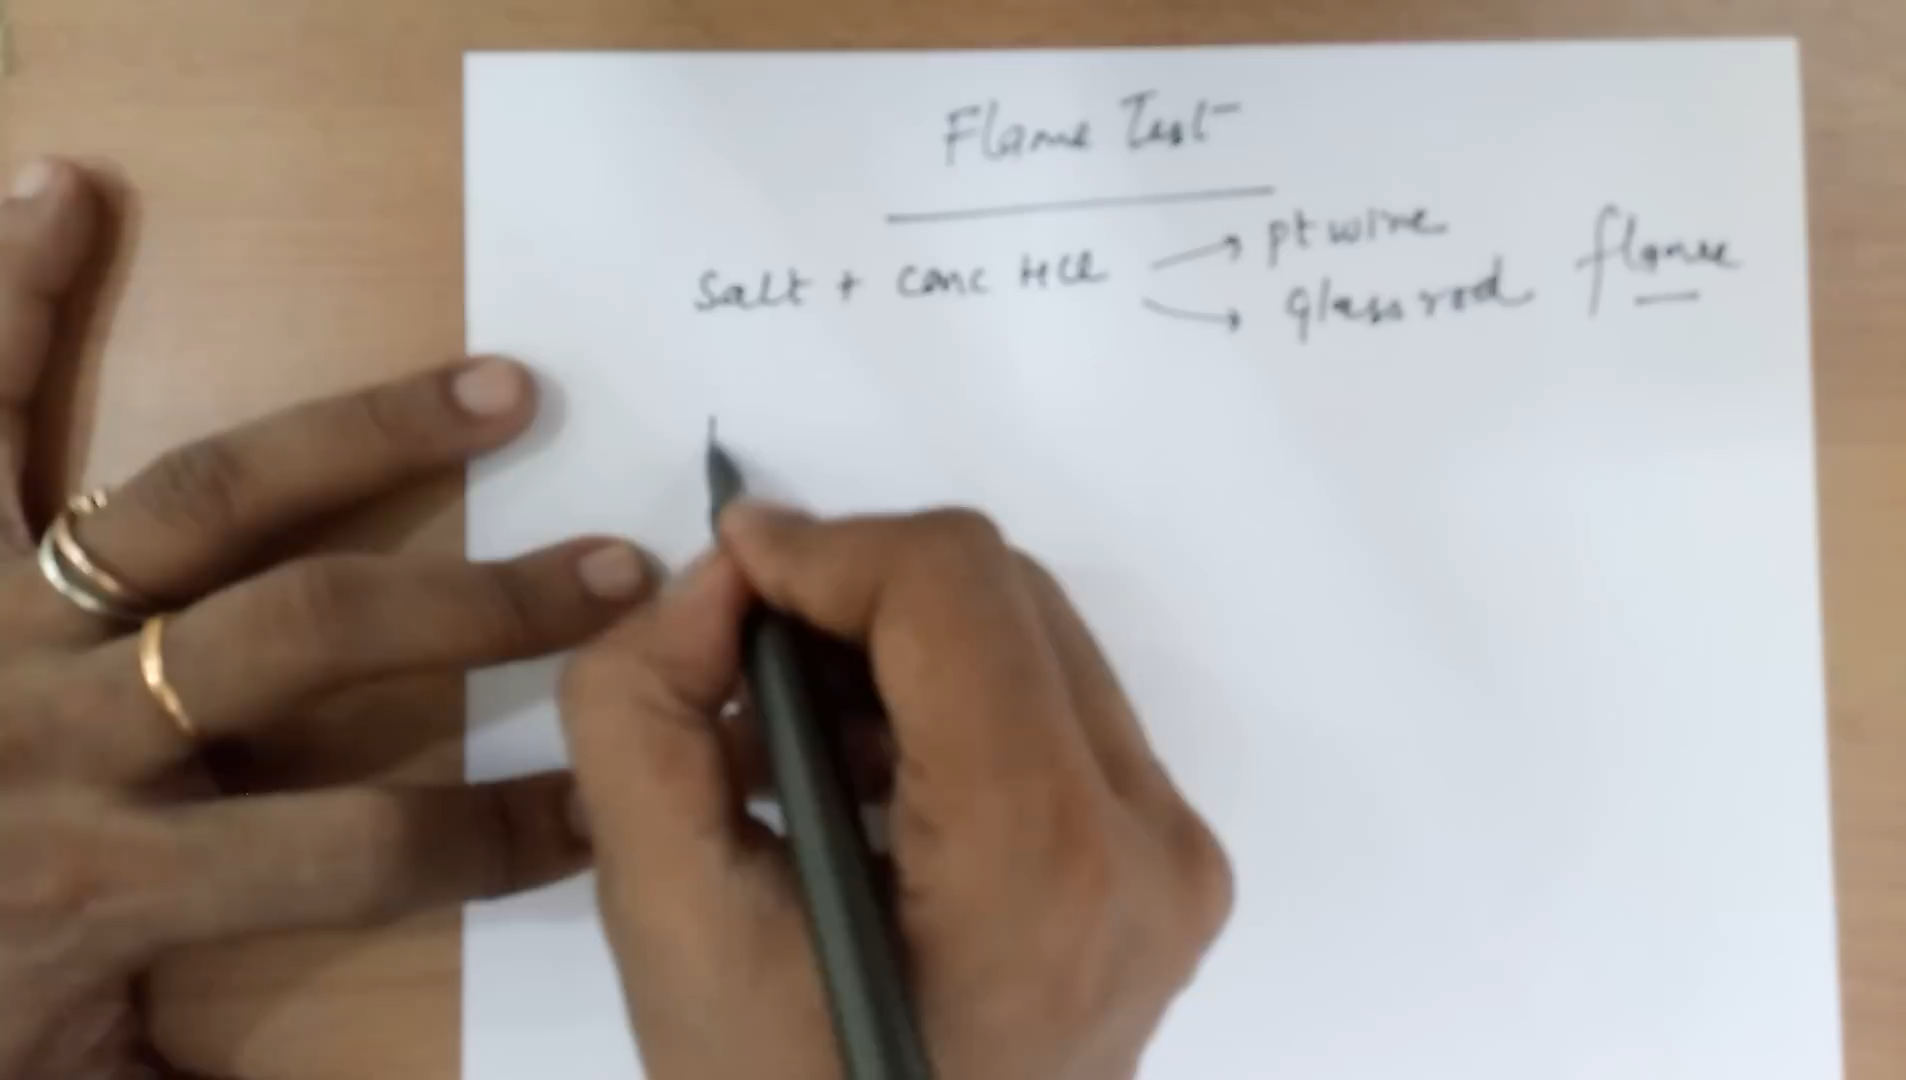 Flame Test
Salt + conc HCl → pt wire
→ glass rod flame